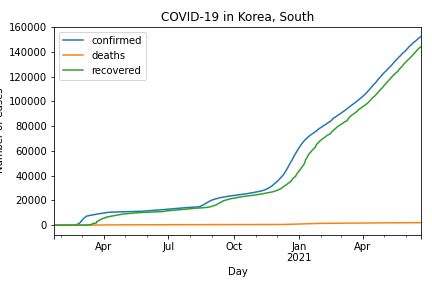 COVID-19 in Korea, South
160000
140000
120000
100000
80000
60000
40000
20000
0
confirmed
deaths
recovered
Apr
Jul
Oct
Jan
2021
Apr
Day